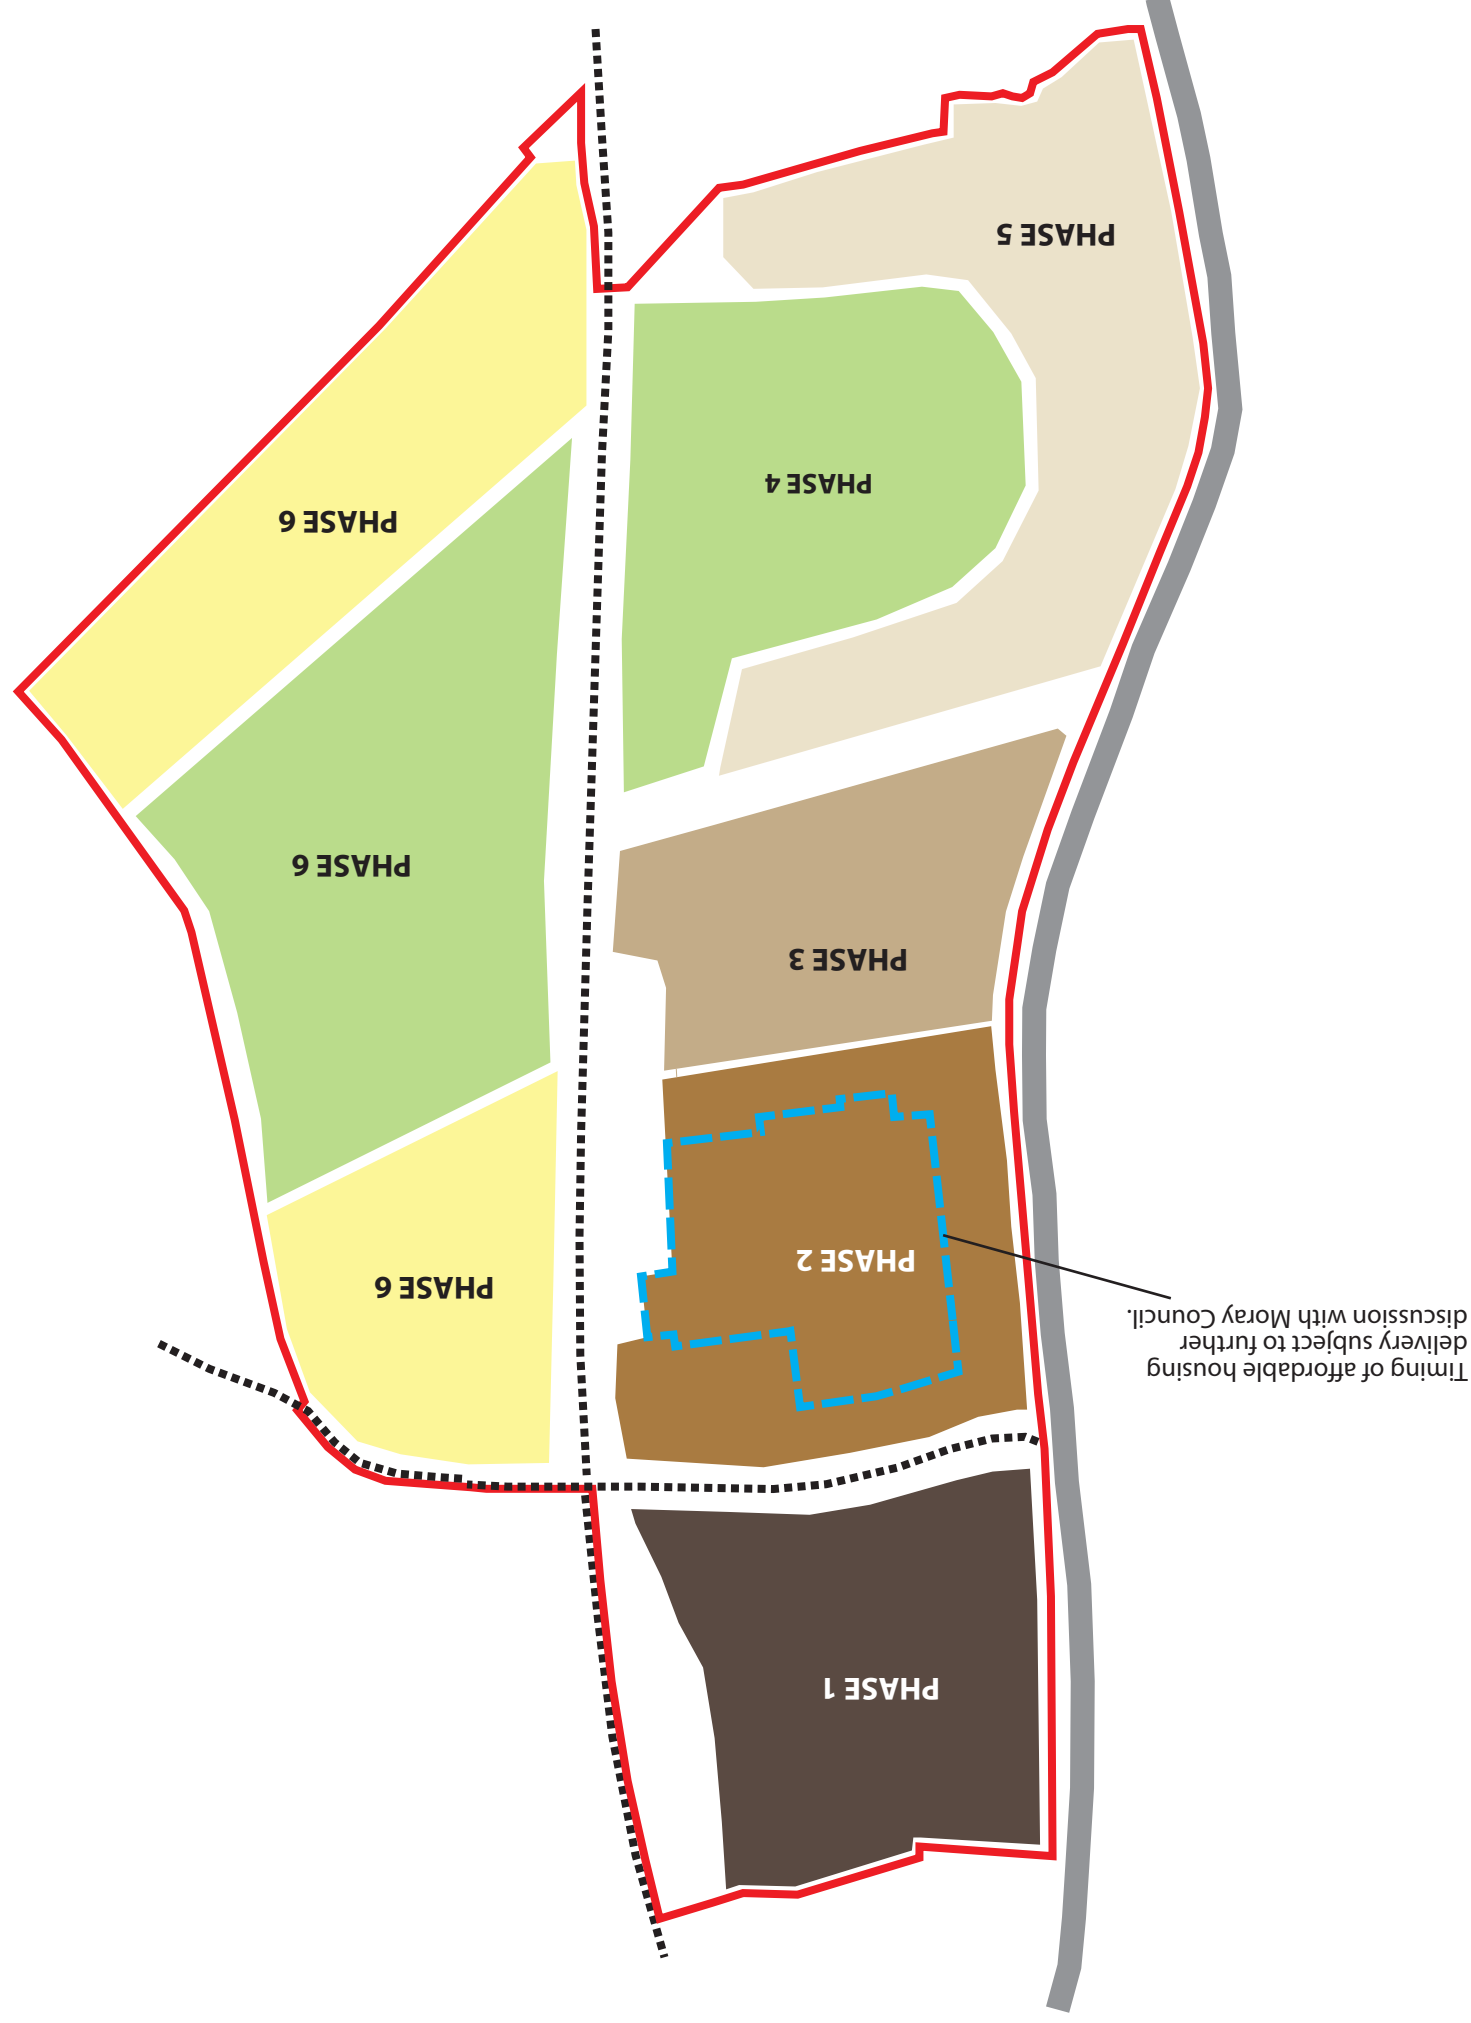 PHASE 1
Timing of affordable housing
delivery subject to further
discussion with Moray Council.
PHASE 2
PHASE 6
PHASE 3
PHASE 6
PHASE 4
PHASE 6
PHASE 5